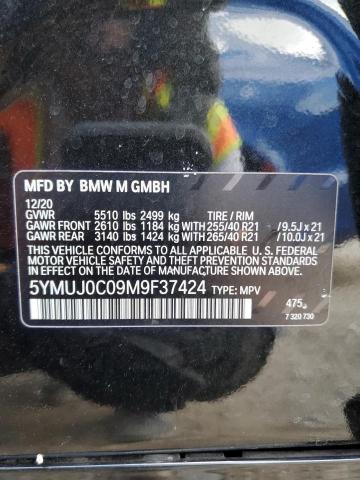 MFD BY BMW M GMBH
12/20
GVWR 5510 lbs 2499 kg TIRE / RIM
GAWR FRONT 2610 lbs 1184 kg WITH 255/40 R21 /9.5J x 21
GAWR REAR 3140 lbs 1424 kg WITH 265/40 R21 /10.0J x 21
THIS VEHICLE CONFORMS TO ALL APPLICABLE U. S. FEDERAL
MOTOR VEHICLE SAFETY AND THEFT PREVENTION STANDARDS
IN EFFECT ON THE DATE OF MANUFACTURE SHOWN ABOVE.
5YMUJ0C09M9F37424
TYPE: MPV
475
7 320 730